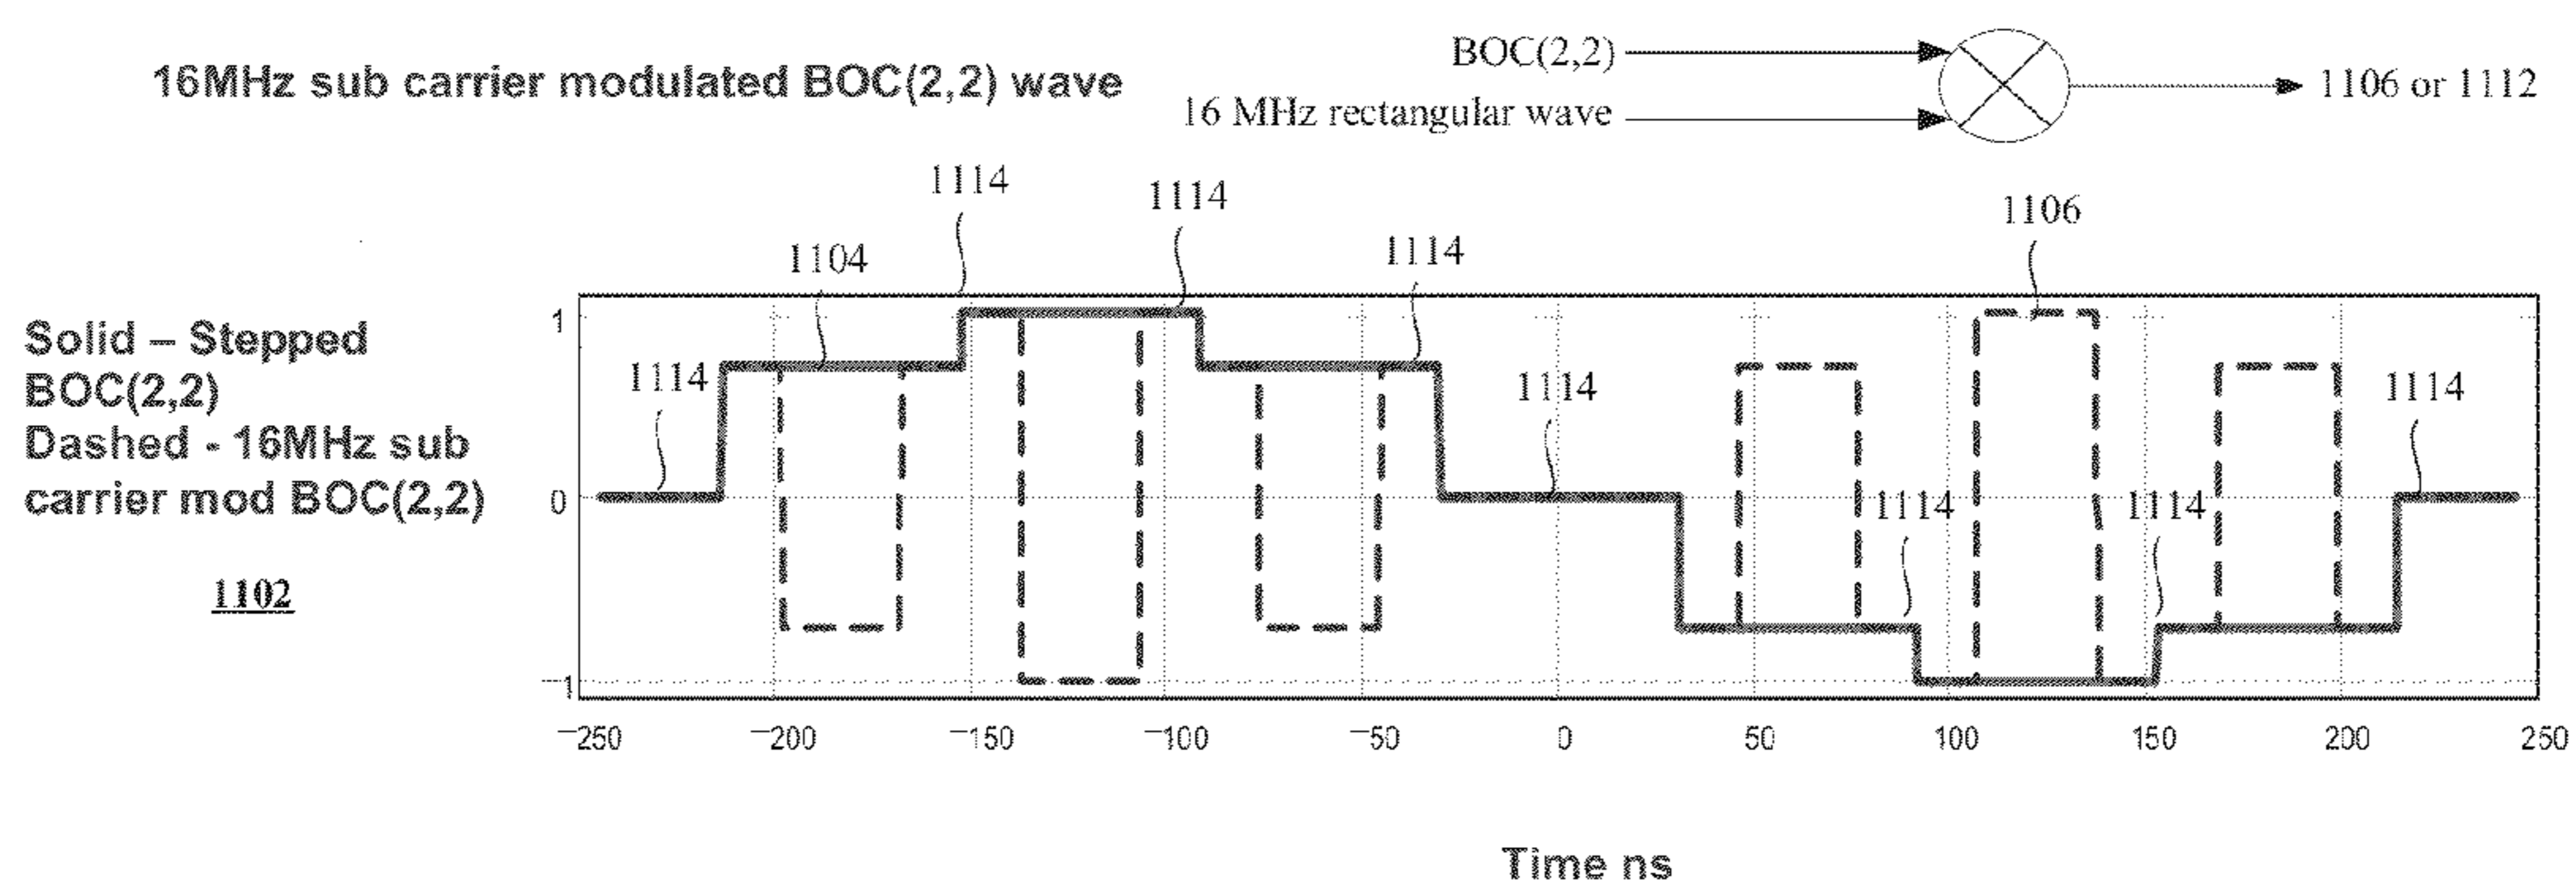 BOC(2,2)
16MHz sub carrier modulated BOC(2,2) wave
1106 or 1112
16 MHz rectangular wave
1114
1114
1106
1114
1104
1
Solid – Stepped
BOC(2,2)
Dashed - 16MHz sub
carrier mod BOC(2,2)
1102
1114
1114
1114
0
1114
1114
−1
−250
−200
−150
−100
−50
0
50
100
150
200
250
Time ns